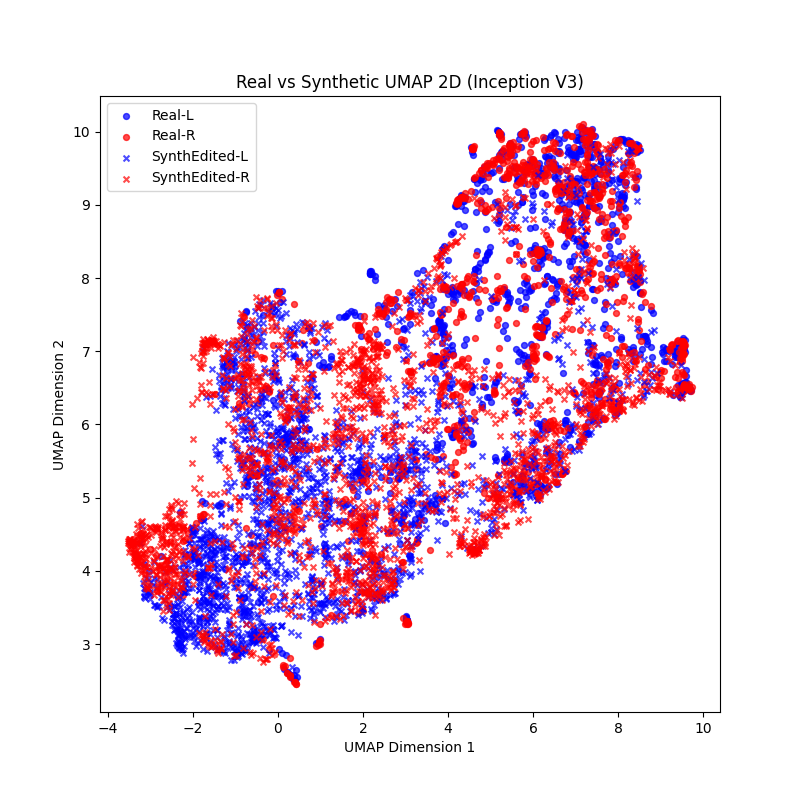 Real vs Synthetic UMAP 2D (Inception V3)
Real-L
Real-R
SynthEdited-L
SynthEdited-R
10
9
8
7
6
5
4
3
UMAP Dimension 2
−4
−2
0
2
4
6
8
10
UMAP Dimension 1